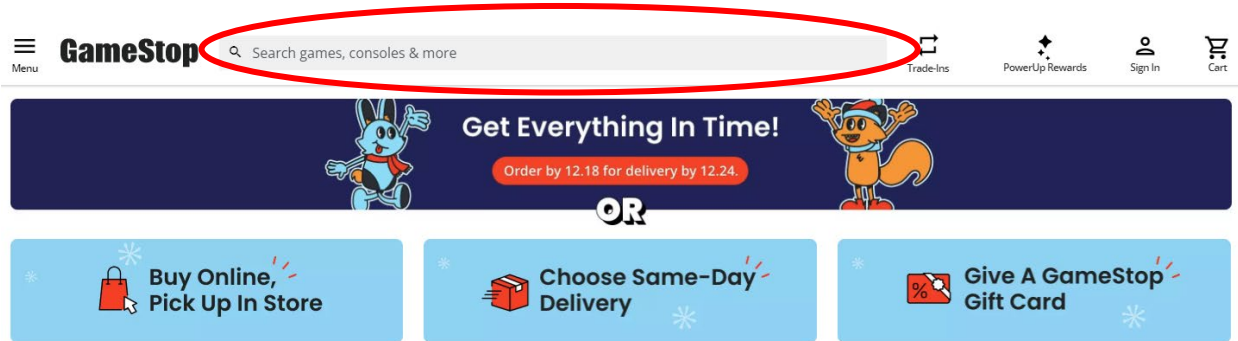 GameStop
Search games, consoles & more
Menu
Trade-Ins
PowerUp Rewards
Sign In
Cart
Get Everything In Time!
Order by 12.18 for delivery by 12.24.
OR
Buy Online,
Pick Up In Store
Choose Same-Day
Delivery
Give A GameStop
Gift Card